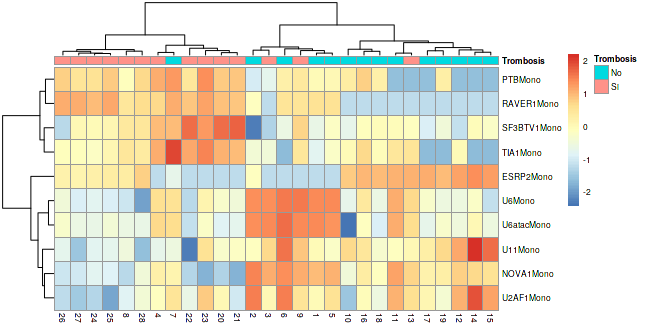 Trombosis
PTBMono
RAVER1Mono
SF3BTV1Mono
TIA1Mono
ESRP2Mono
U6Mono
U6atacMono
U11Mono
NOVA1Mono
U2AF1Mono
26 27 24 25 8 28 4 7 22 23 20 21 2 3 6 9 1 5 10 16 18 11 13 17 19 12 14 15
2
1
0
-1
-2
Trombosis
No
SI